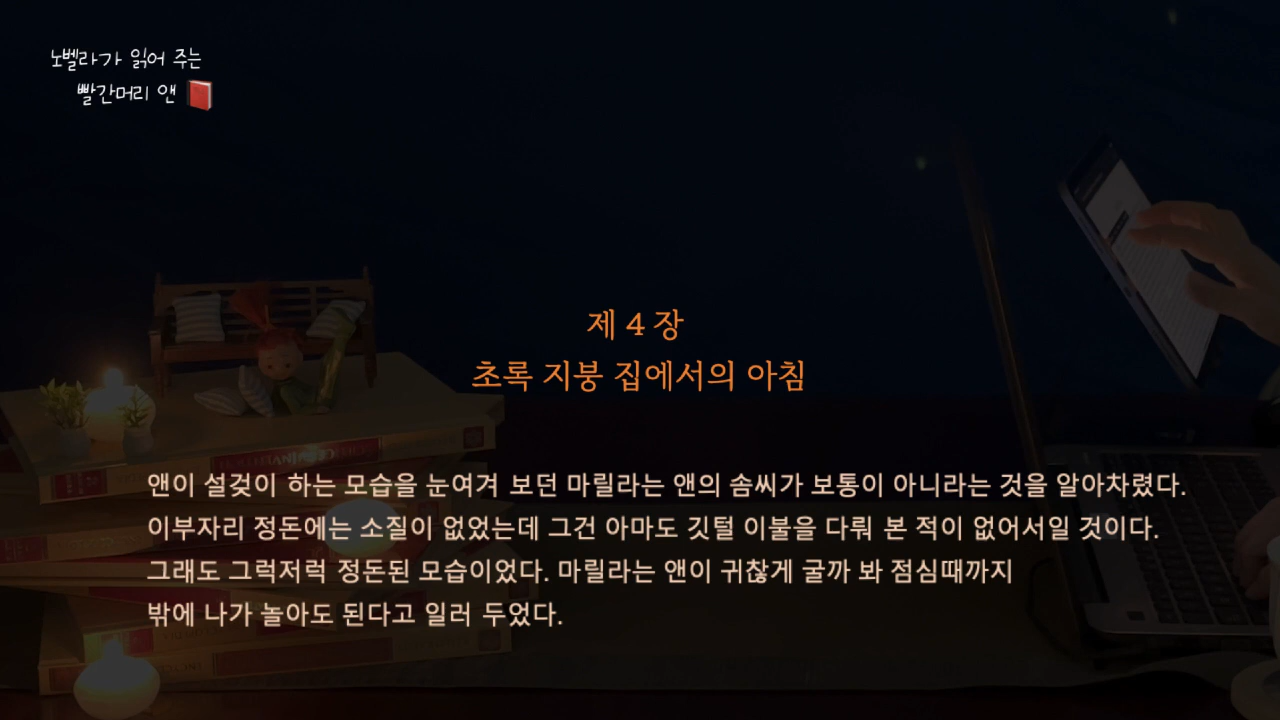 노벨라가 읽어 주는
빨간머리 앤
제 4 장
초록 지붕 집에서의 아침
앤이 설겆이 하는 모습을 눈여겨 보던 마릴라는 앤의 솜씨가 보통이 아니라는 것을 알아차렸다.
이부자리 정돈에는 소질이 없었는데 그건 아마도 깃털 이불을 다뤄 본 적이 없어서일 것이다.
그래도 그럭저럭 정돈된 모습이었다. 마릴라는 앤이 귀찮게 굴까 봐 점심때까지
밖에 나가 놀아도 된다고 일러 두었다.